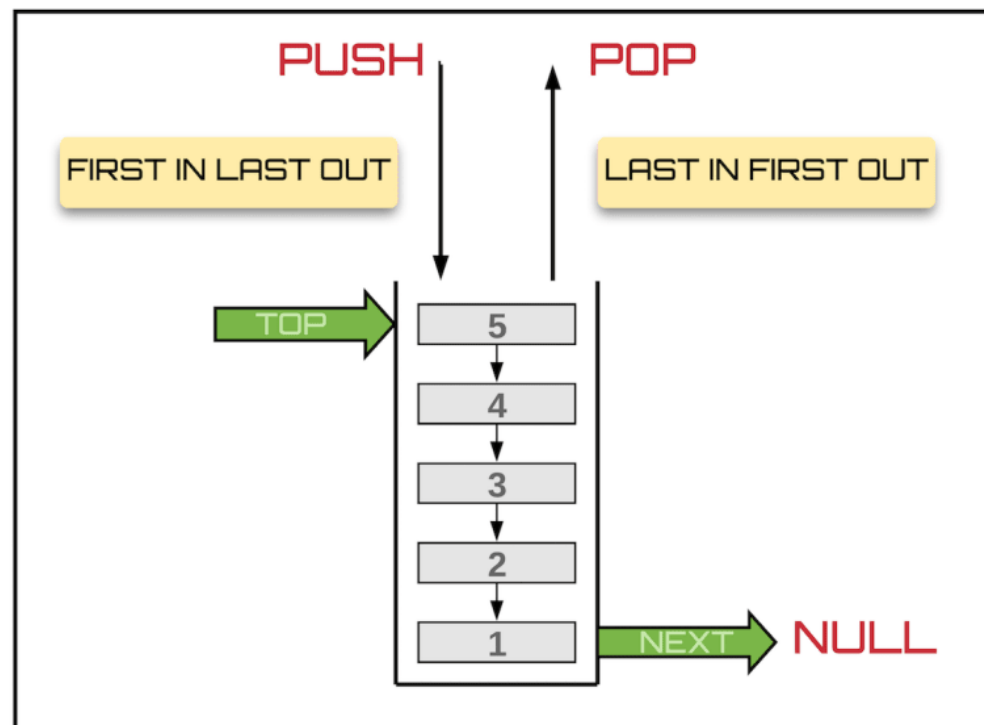 PUSH
POP
FIRST IN LAST OUT
LAST IN FIRST OUT
TOP
5
4
3
2
1
NEXT
NULL